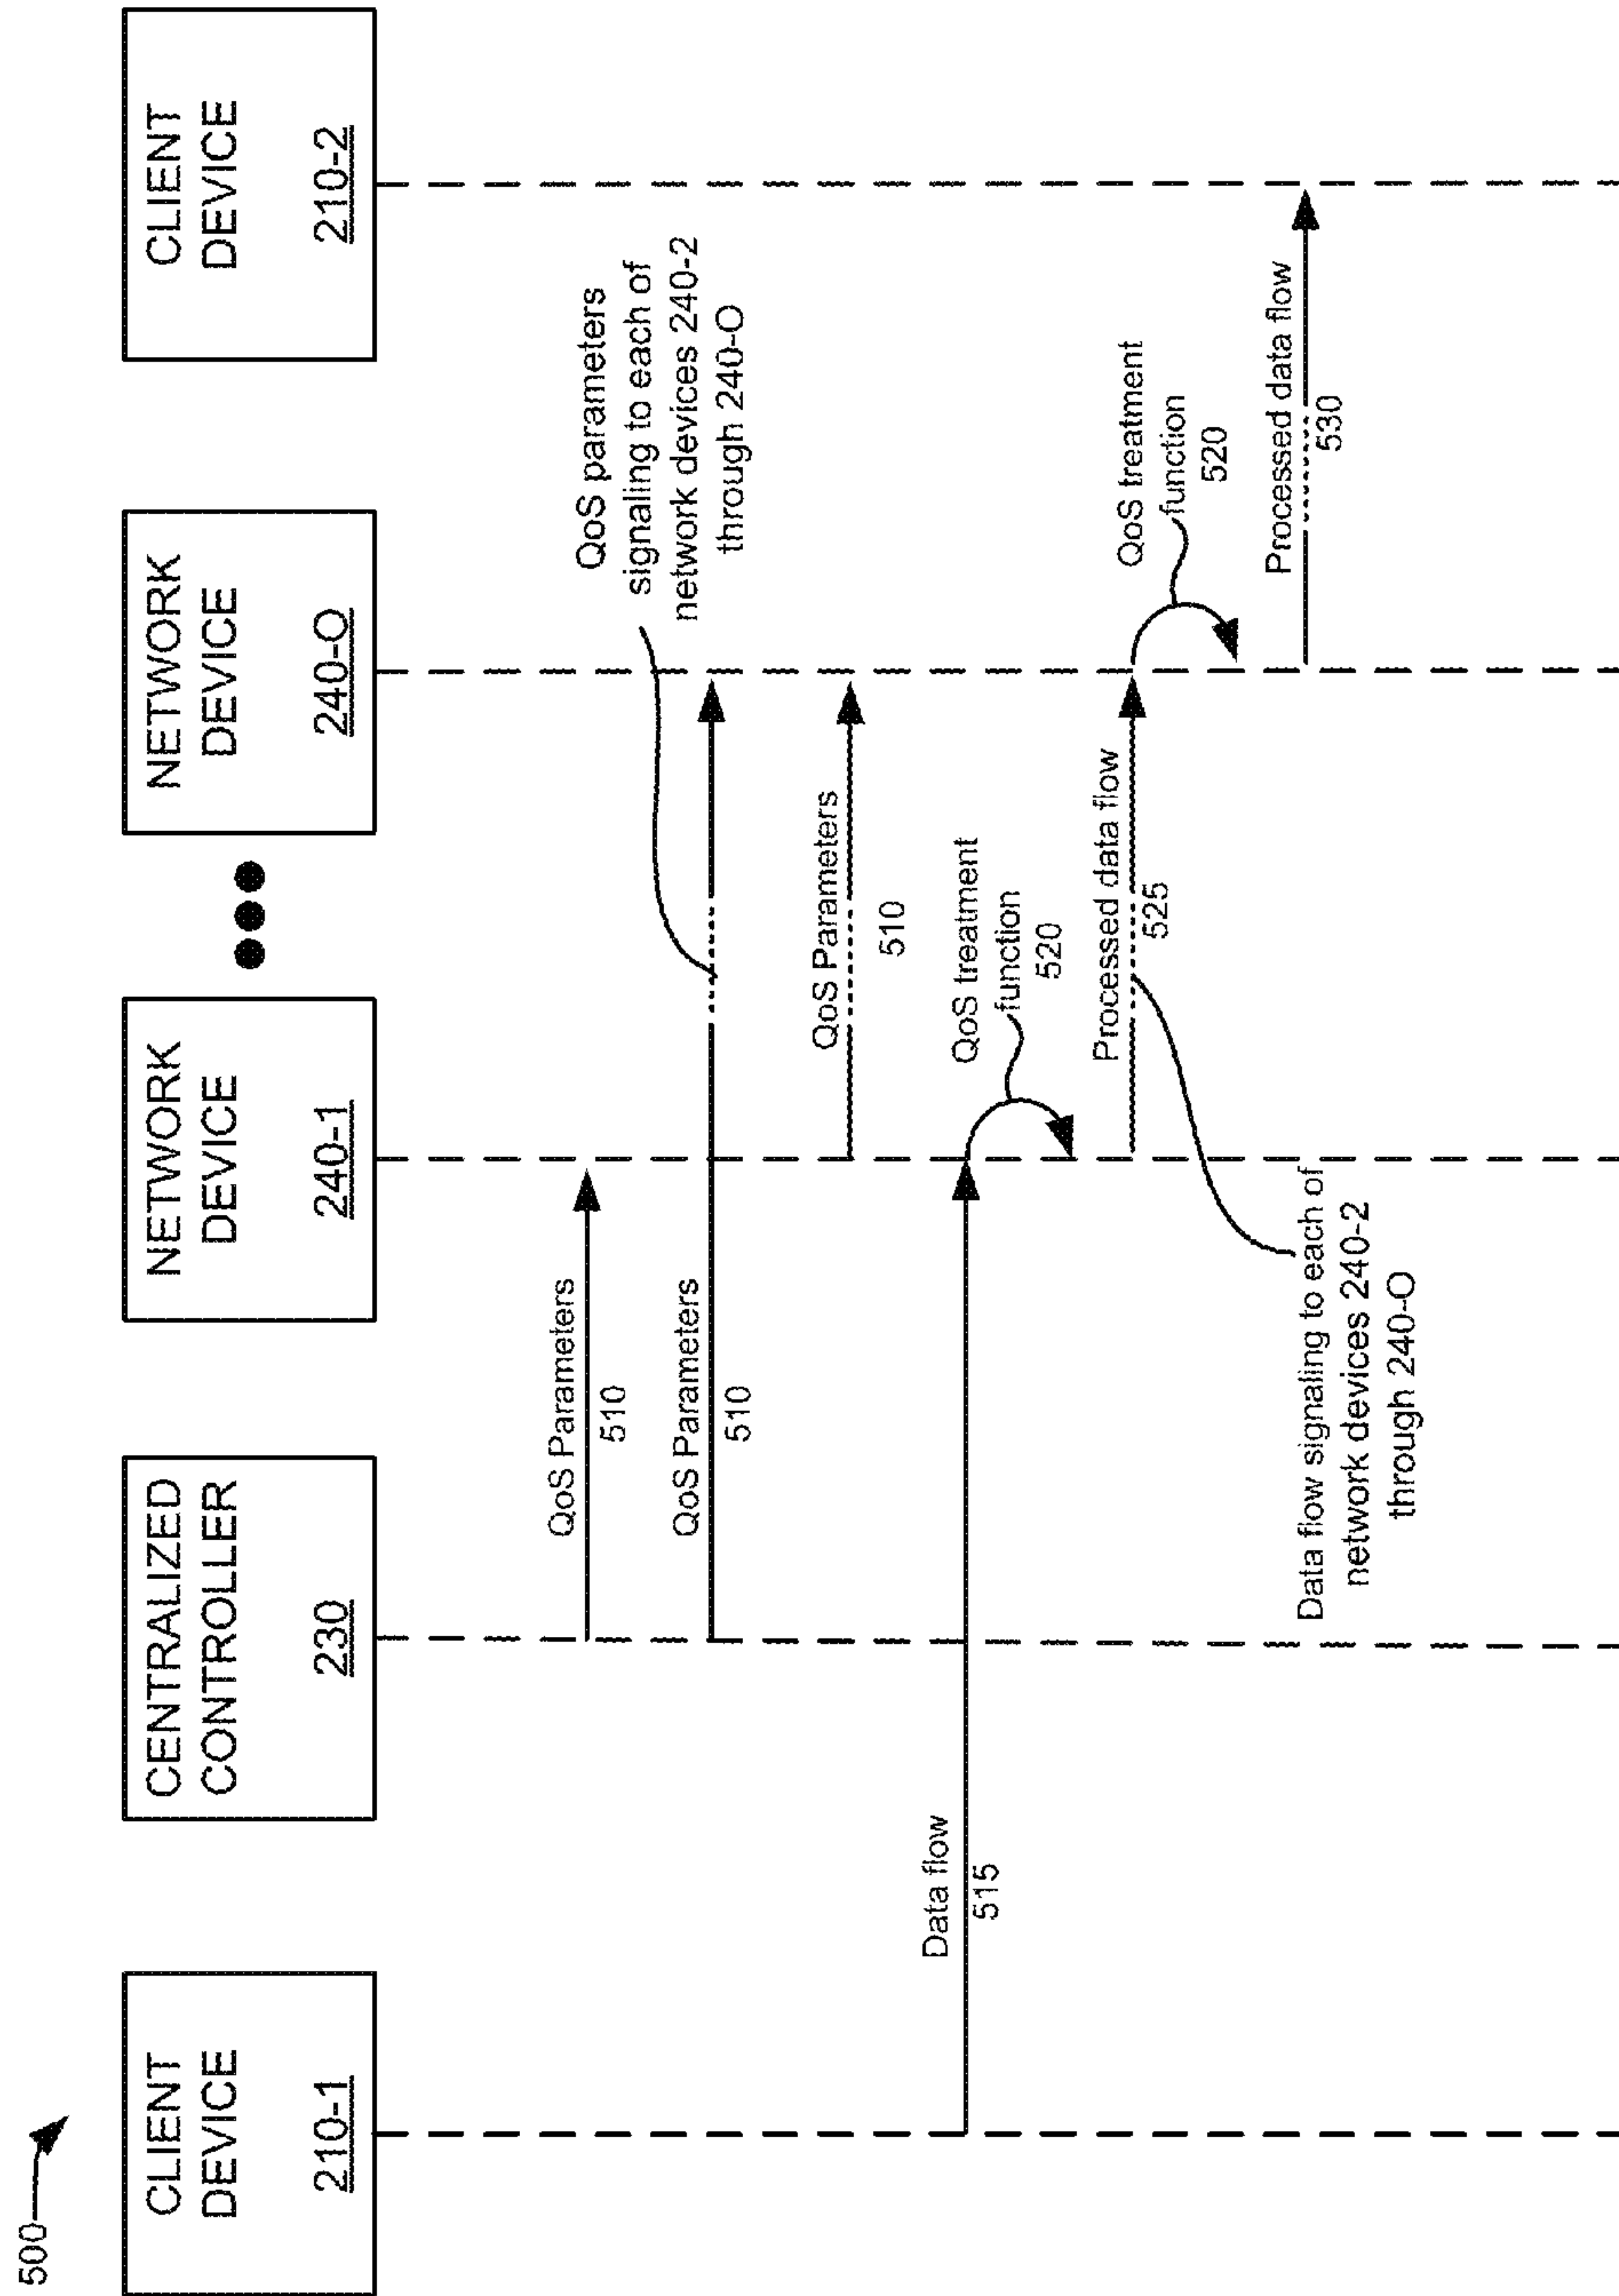 500
CLIENT
DEVICE
210-1
CENTRALIZED
CONTROLLER
230
NETWORK
DEVICE
240-1
NETWORK
DEVICE
240-O
CLIENT
DEVICE
210-2
QoS Parameters
510
QoS parameters
signaling to each of
network devices 240-2
through 240-O
QoS Parameters
510
QoS Parameters
510
Data flow
515
QoS treatment
function
520
Processed data flow
525
QoS treatment
function
520
Processed data flow
530
Data flow signaling to each of
network devices 240-2
through 240-O